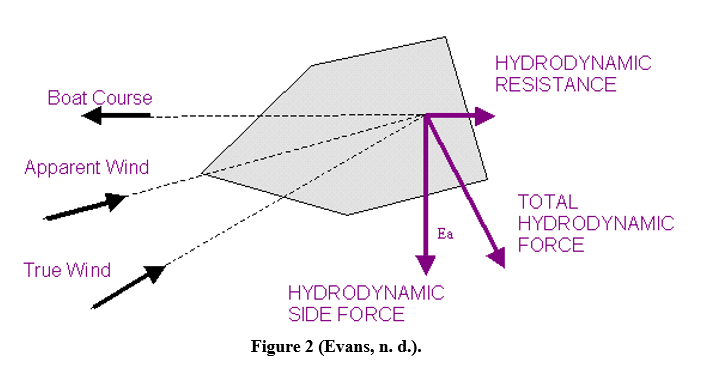 HYDRODYNAMIC
RESISTANCE
Boat Course
Apparent Wind
TOTAL
HYDRODYNAMIC
FORCE
Ea
True Wind
HYDRODYNAMIC
SIDE FORCE
Figure 2 (Evans, n. d.).